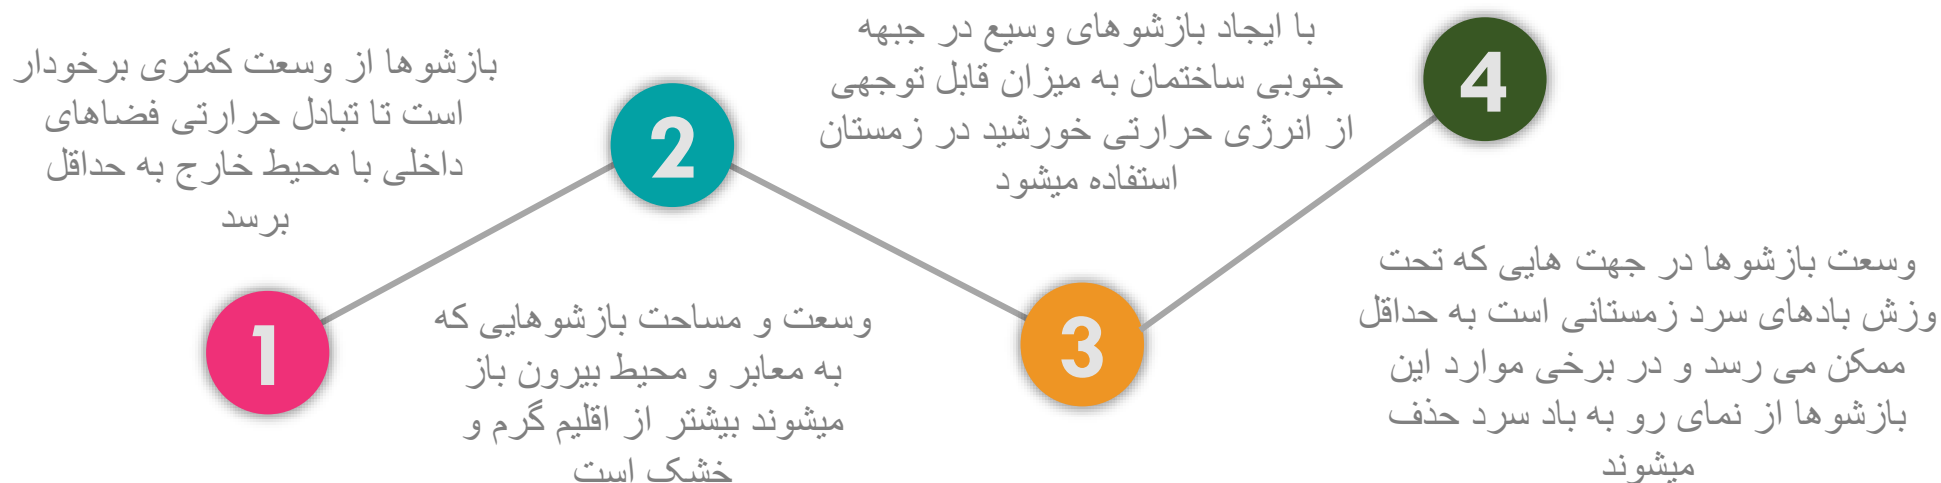 1
بازشوها از وسعت کمتری برخودار
است تا تبادل حرارتی فضاهای
داخلی با محیط خارج به حداقل
برسد
2
وسعت و مساحت بازشوهایی که
به معابر و محیط بیرون باز
میشوند بیشتر از اقلیم گرم و
خشک است
3
با ایجاد بازشوهای وسیع در جبهه
جنوبی ساختمان به میزان قابل توجهی
از انرژی حرارتی خورشید در زمستان
استفاده میشود
4
وسعت بازشوها در جهت هایی که تحت
وزش بادهای سرد زمستانی است به حداقل
ممکن می رسد و در برخی موارد این
بازشوها از نمای رو به باد سرد حذف
میشوند